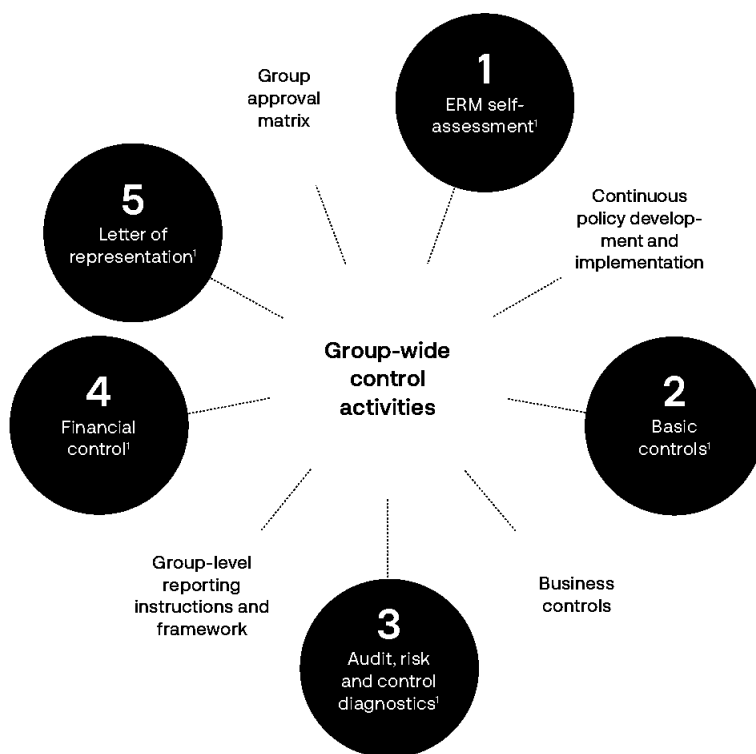 Group
approval
matrix
1
ERM self-
assessment¹
Continuous
policy develop-
ment and
implementation
5
Letter of
representation¹
Group-wide
control
activities
4
Financial
control¹
2
Basic
controls¹
Group-level
reporting
instructions and
framework
3
Audit, risk
and control
diagnostics¹
Business
controls